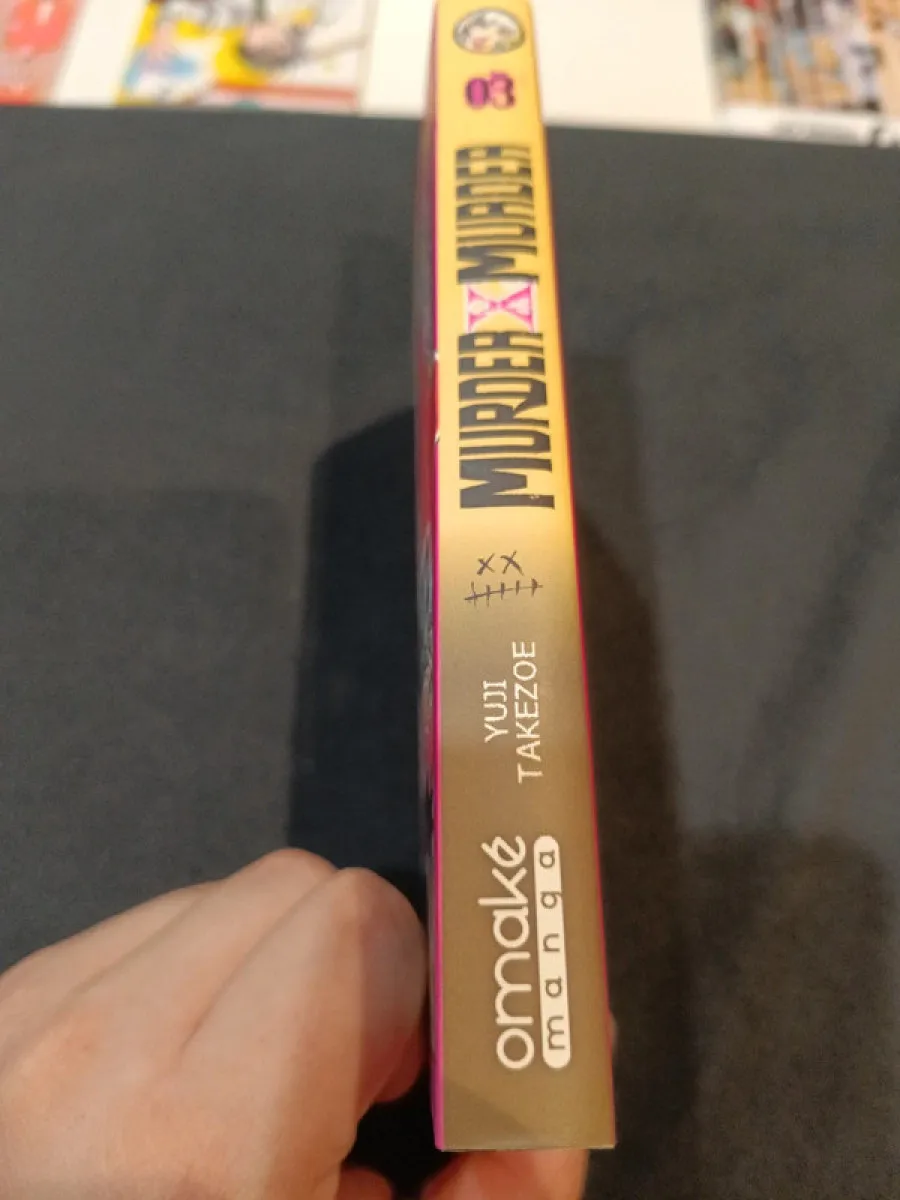 03
MURDER X MURDER
YUJI
TAKEZOE
omaké
manga